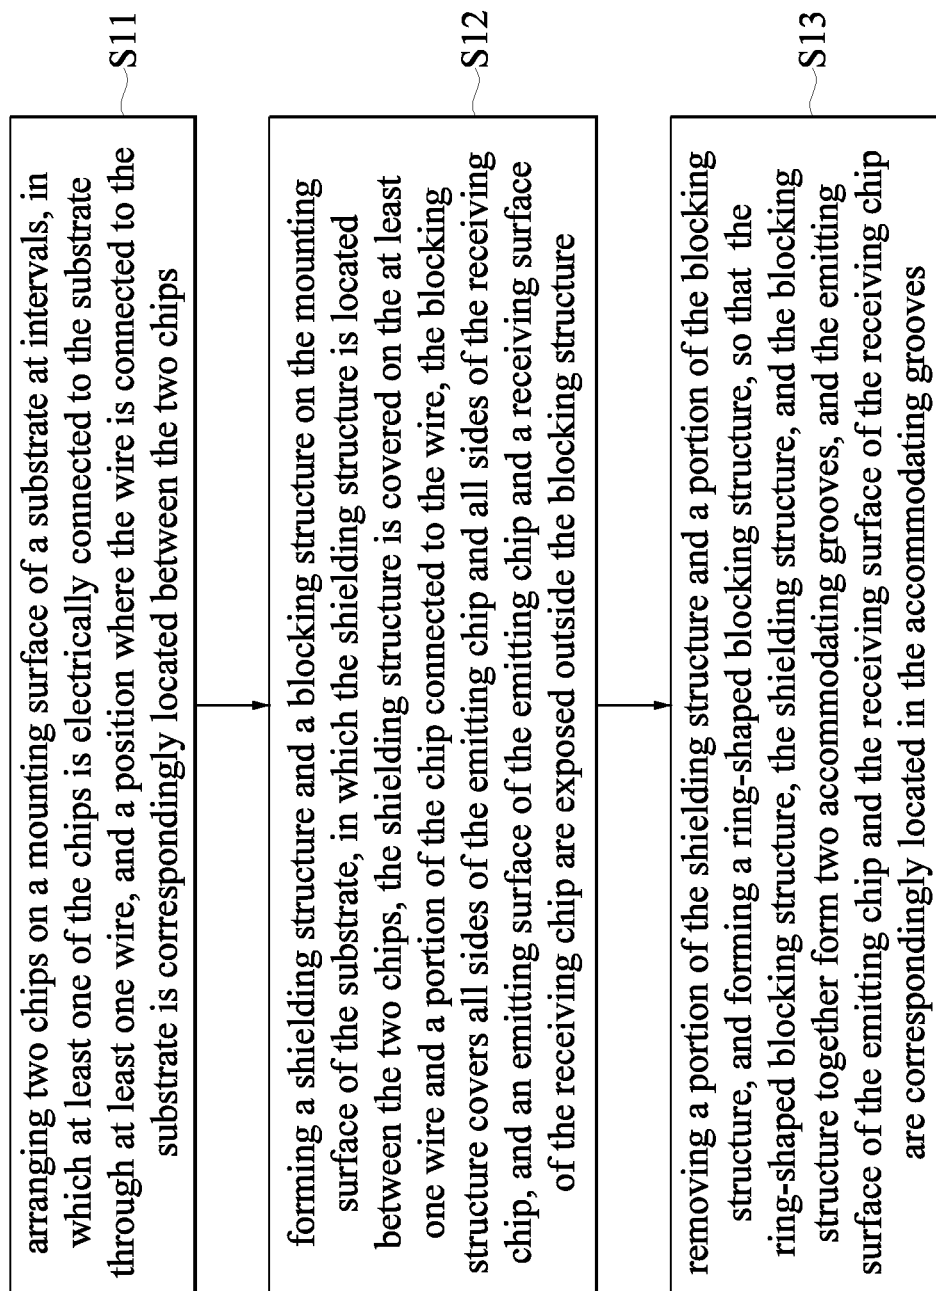 arranging two chips on a mounting surface of a substrate at intervals, in
which at least one of the chips is electrically connected to the substrate
through at least one wire, and a position where the wire is connected to the
substrate is correspondingly located between the two chips
S11
forming a shielding structure and a blocking structure on the mounting
surface of the substrate, in which the shielding structure is located
between the two chips, the shielding structure is covered on the at least
one wire and a portion of the chip connected to the wire, the blocking
structure covers all sides of the emitting chip and all sides of the receiving
chip, and an emitting surface of the emitting chip and a receiving surface
of the receiving chip are exposed outside the blocking structure
S12
removing a portion of the shielding structure and a portion of the blocking
structure, and forming a ring-shaped blocking structure, so that the
ring-shaped blocking structure, the shielding structure, and the blocking
structure together form two accommodating grooves, and the emitting
surface of the emitting chip and the receiving surface of the receiving chip
are correspondingly located in the accommodating grooves
S13